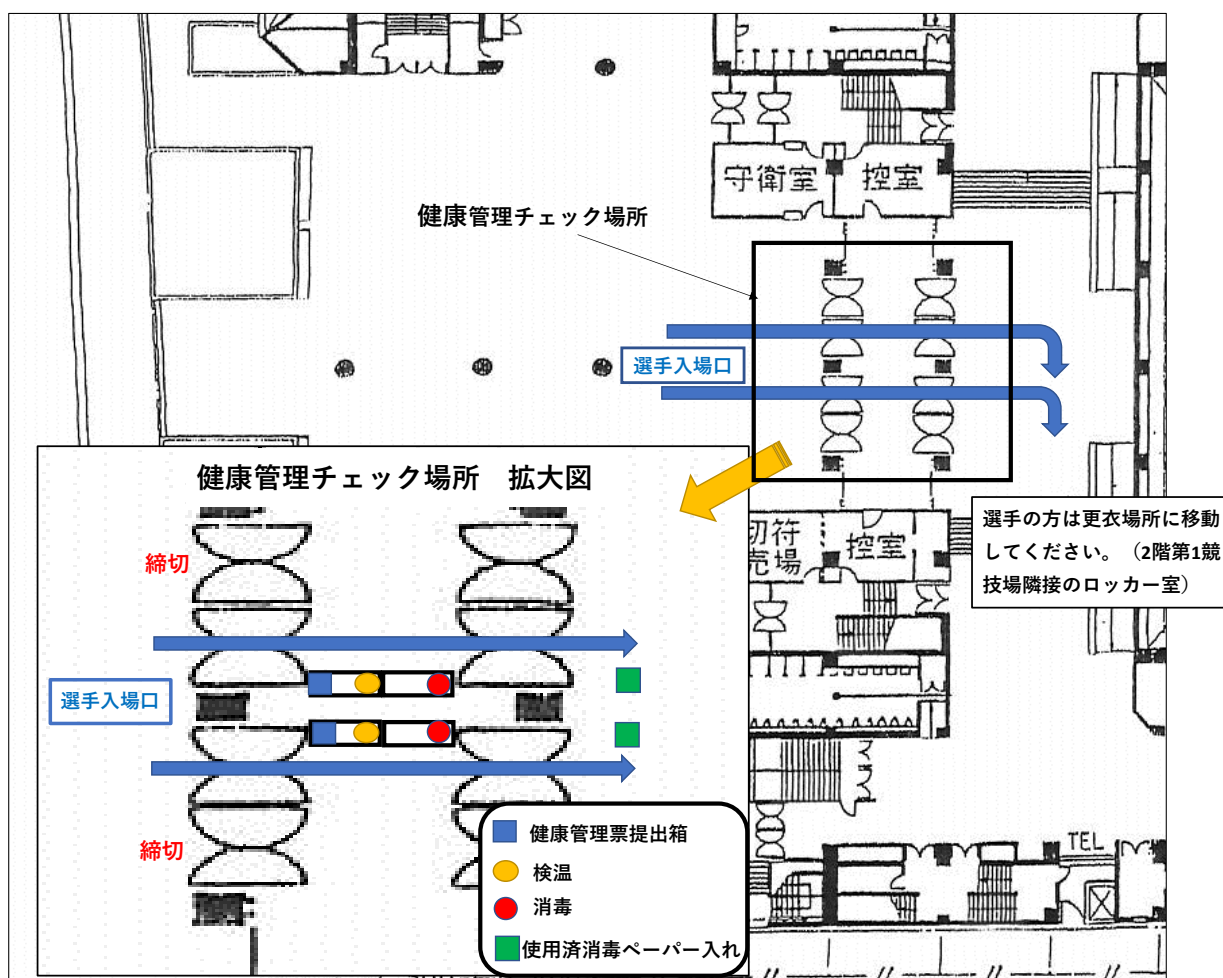 守衛室
控室
健康管理チェック場所
選手入場口
健康管理チェック場所 拡大図
締切
選手入場口
締切
健康管理票提出箱
検温
消毒
使用済消毒ペーパー入れ
切符
売場
控室
選手の方は更衣場所に移動
してください。（2階第1競
技場隣接のロッカー室）
TEL